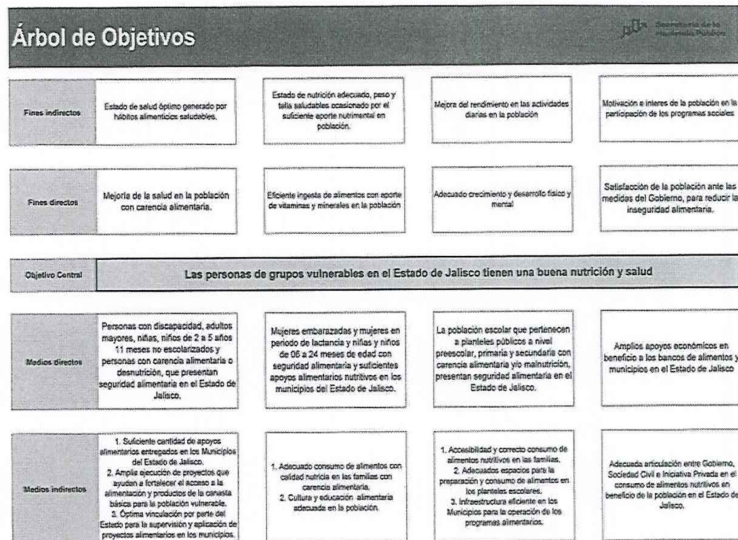 Árbol de Objetivos
Secretaría de la
Hacienda Pública
Fines indirectos
Estado de salud óptimo generado por
hábitos alimenticios saludables.
Estado de nutrición adecuado, peso y
talla saludables ocasionado por el
suficiente aporte nutrimental en
población.
Mejora del rendimiento en las actividades
diarias en la población
Motivación e interes de la población en la
participación de los programas sociales
Fines directos
Mejoría de la salud en la población
con carencia alimentaria.
Eficiente ingesta de alimentos con aporte
de vitaminas y minerales en la población
Adecuado crecimiento y desarrollo físico y
mental
Satisfacción de la población ante las
medidas del Gobierno, para reducir la
inseguridad alimentaria.
Objetivo Central
Las personas de grupos vulnerables en el Estado de Jalisco tienen una buena nutrición y salud
Medios directos
Personas con discapacidad, adultos
mayores, niñas, niños de 2 a 5 años
11 meses no escolarizados y
personas con carencia alimentaria o
desnutrición, que presentan
seguridad alimentaria en el Estado de
Jalisco.
Mujeres embarazadas y mujeres en
periodo de lactancia y niñas y niños
de 06 a 24 meses de edad con
seguridad alimentaria y suficientes
apoyos alimentarios nutritivos en los
municipios del Estado de Jalisco.
La población escolar que pertenecen
a planteles públicos a nivel
preescolar, primaria y secundaria con
carencia alimentaria y/o malnutrición,
presentan seguridad alimentaria en el
Estado de Jalisco.
Amplios apoyos económicos en
beneficio a los bancos de alimentos y
municipios en el Estado de Jalisco
Medios indirectos
1. Suficiente cantidad de apoyos
alimentarios entregados en los Municipios
del Estado de Jalisco.
2. Amplia ejecución de proyectos que
ayudan a fortalecer el acceso a la
alimentación y productos de la canasta
básica para la población vulnerable.
3. Óptima vinculación por parte del
Estado para la supervisión y aplicación de
proyectos alimentarios en los municipios.
1. Adecuado consumo de alimentos con
calidad nutricia en las familias con
carencia alimentaria.
2. Cultura y educación alimentaria
adecuada en la población.
1. Accesibilidad y correcto consumo de
alimentos nutritivos en las familias.
2. Adecuados espacios para la
preparación y consumo de alimentos en
los planteles escolares.
3. Infraestructura eficiente en los
Municipios para la operación de los
programas alimentarios.
Adecuada articulación entre Gobierno,
Sociedad Civil e Iniciativa Privada en el
consumo de alimentos nutritivos en
beneficio de la población en el Estado de
Jalisco.